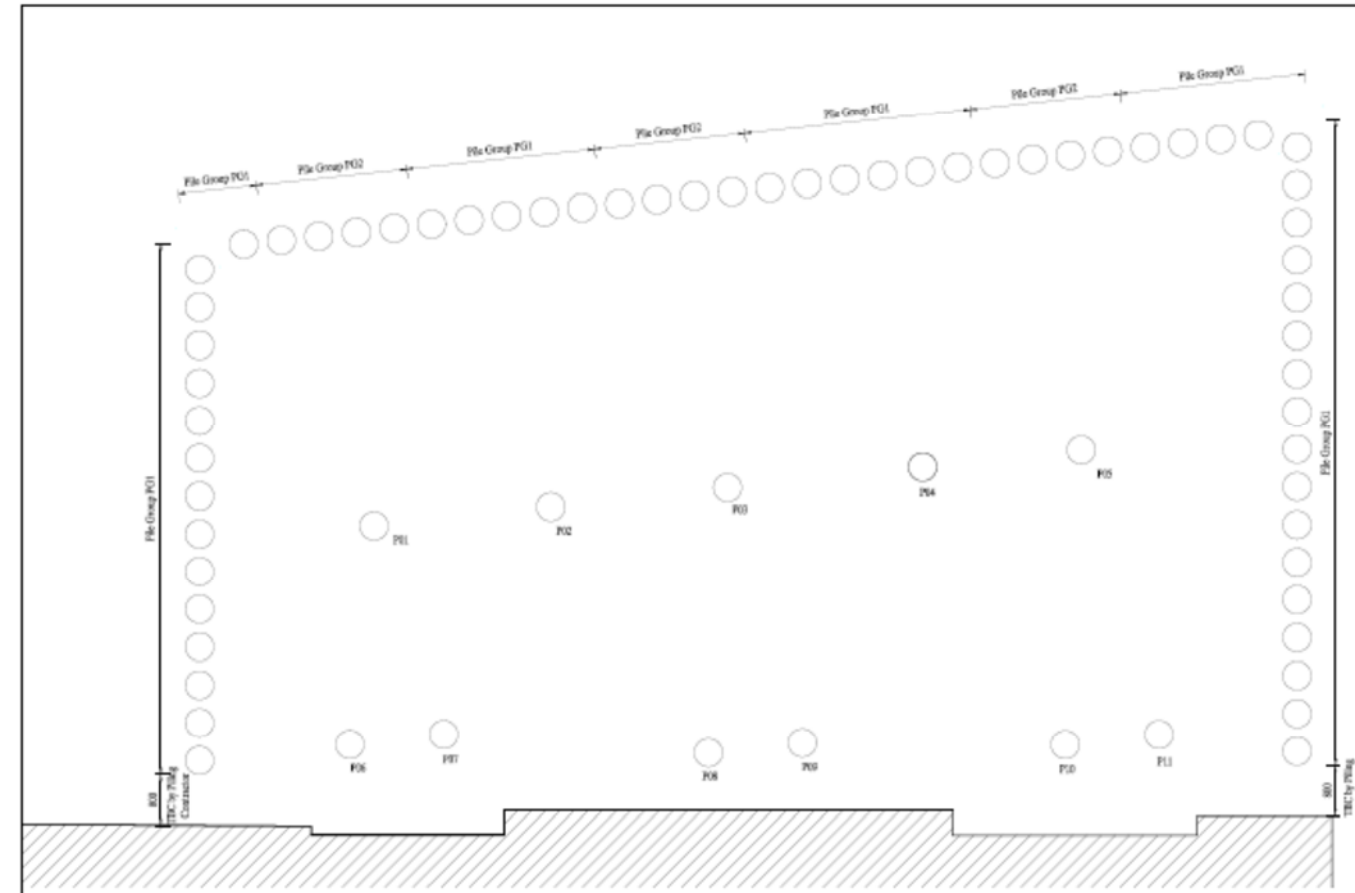 Pile Group PG1
Pile Group PG2
Pile Group PG1
Pile Group PG2
Pile Group PG1
Pile Group PG2
Pile Group PG1
Pile Group PG1
Pile Group PG1
P01
P02
P03
P04
P05
P06
P07
P08
P09
P10
P11
800
TBC by Piling
Contractor
800
TBC by Piling